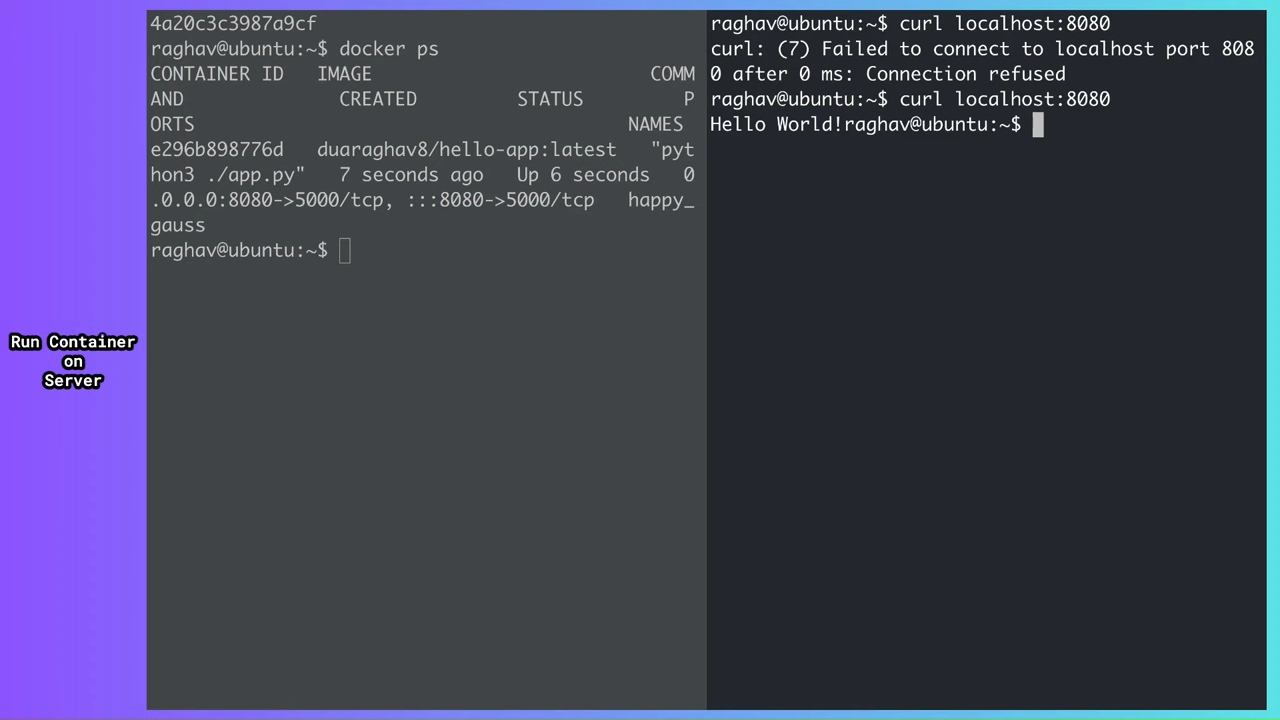 Run Container
on
Server
4a20c3c3987a9cf
raghav@ubuntu:~$ docker ps
CONTAINER ID   IMAGE                         COMM
AND                 CREATED         STATUS         P
ORTS                                       NAMES
e296b898776d   duaraghav8/hello-app:latest   "pyt
hon3 ./app.py"   7 seconds ago   Up 6 seconds   0
.0.0.0:8080->5000/tcp, :::8080->5000/tcp   happy_
gauss
raghav@ubuntu:~$
raghav@ubuntu:~$ curl localhost:8080
curl: (7) Failed to connect to localhost port 808
0 after 0 ms: Connection refused
raghav@ubuntu:~$ curl localhost:8080
Hello World!raghav@ubuntu:~$